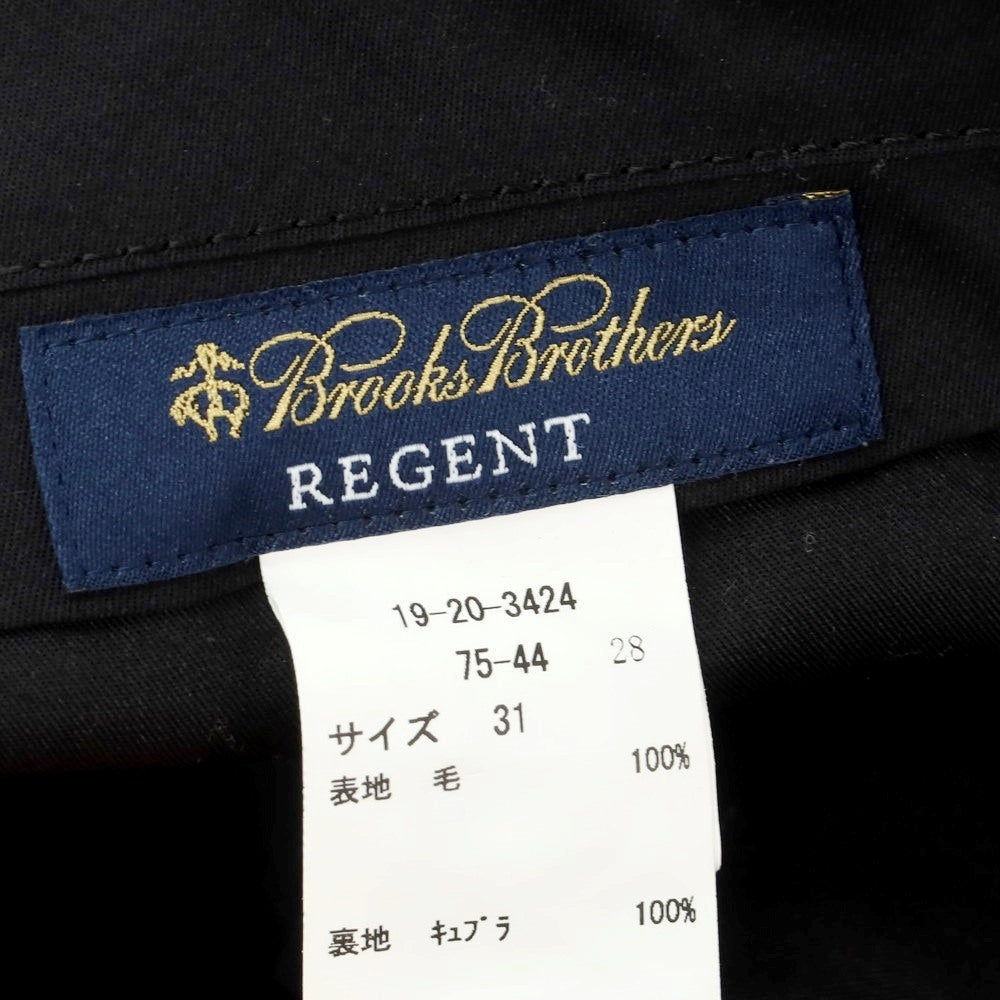 Brooks Brothers
REGENT
19-20-3424
75-44 28
サイズ 31
表地 毛 100%
裏地 ｷｭﾌﾟﾗ 100%